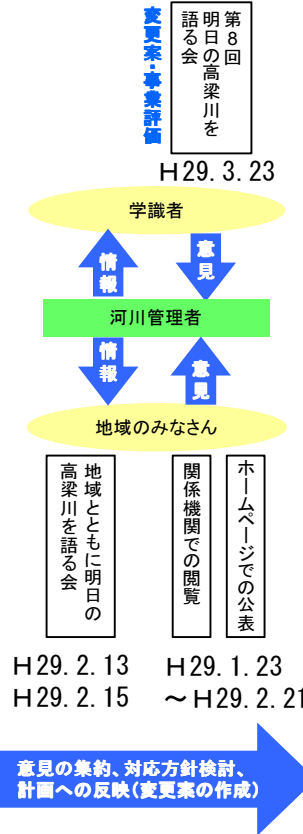 変更案・事業評価
第8回
明日の高梁川を
語る会
H29.3.23
学識者
情報
意見
河川管理者
情報
意見
地域のみなさん
地域とともに明日の
高梁川を語る会
関係機関での閲覧
ホームページでの公表
H29.2.13
H29.2.15
H29.1.23
～H29.2.21
意見の集約、対応方針検討、
計画への反映(変更案の作成)